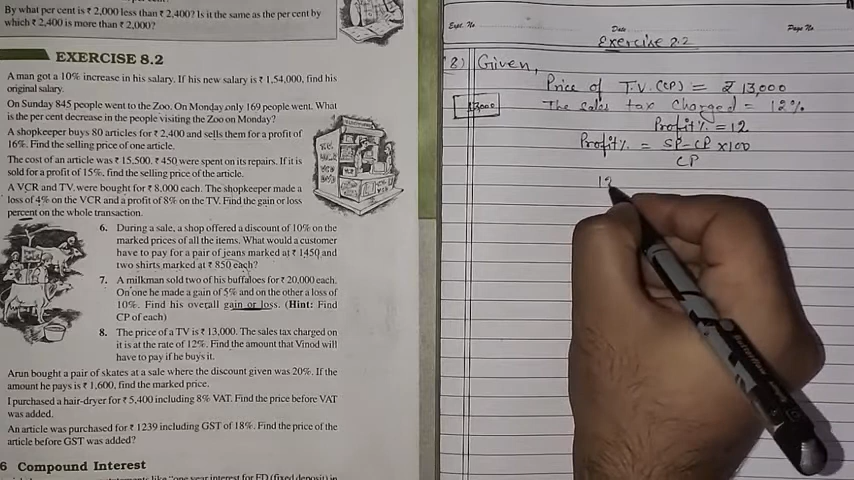 By what per cent is ₹ 2,000 less than ₹ 2,400? Is it the same as the per cent by
which ₹ 2,400 is more than ₹ 2,000?
EXERCISE 8.2
A man got a 10% increase in his salary. If his new salary is ₹ 1,54,000, find his
original salary.
On Sunday 845 people went to the Zoo. On Monday only 169 people went. What
is the per cent decrease in the people visiting the Zoo on Monday?
A shopkeeper buys 80 articles for ₹ 2,400 and sells them for a profit of
16%. Find the selling price of one article.
The cost of an article was ₹ 15,500. ₹ 450 were spent on its repairs. If it is
sold for a profit of 15%, find the selling price of the article.
A VCR and TV were bought for ₹ 8,000 each. The shopkeeper made a
loss of 4% on the VCR and a profit of 8% on the TV. Find the gain or loss
percent on the whole transaction.
6. During a sale, a shop offered a discount of 10% on the
marked prices of all the items. What would a customer
have to pay for a pair of jeans marked at ₹ 1450 and
two shirts marked at ₹ 850 each?
7. A milkman sold two of his buffaloes for ₹ 20,000 each.
On one he made a gain of 5% and on the other a loss of
10%. Find his overall gain or loss. (Hint: Find
CP of each)
8. The price of a TV is ₹ 13,000. The sales tax charged on
it is at the rate of 12%. Find the amount that Vinod will
have to pay if he buys it.
Arun bought a pair of skates at a sale where the discount given was 20%. If the
amount he pays is ₹ 1,600, find the marked price.
I purchased a hair-dryer for ₹ 5,400 including 8% VAT. Find the price before VAT
was added.
An article was purchased for ₹ 1239 including GST of 18%. Find the price of the
article before GST was added?
6 Compound Interest
Expt. No Date Page No
Exercise 8.2
8) Given,
Price of T.V. (CP) = ₹ 13,000
13,000 The sales tax charged = 12%
Profit% = 12
Profit% = SP-CP x100
CP
12